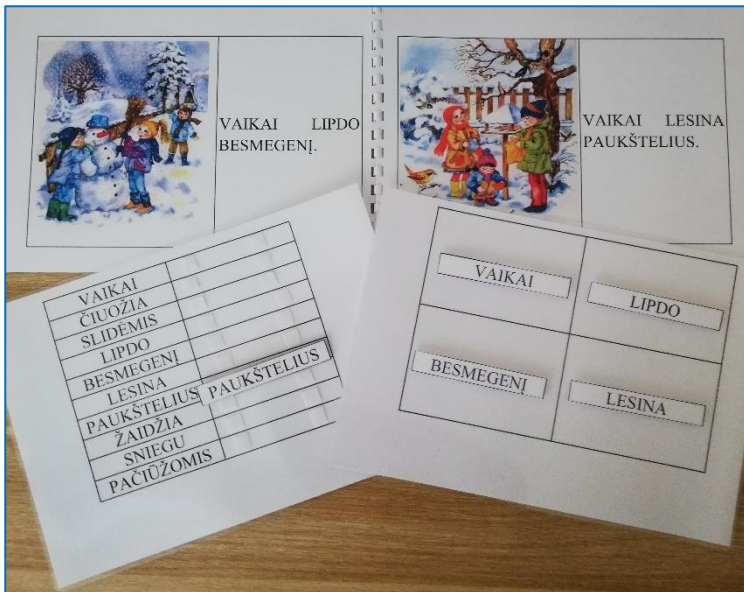 VAIKAI LIPDO
BESMEGENĮ.
VAIKAI LESINA
PAUKŠTELIUS.
VAIKAI
ČIUOŽIA
SLIDĖMIS
LIPDO
BESMEGENĮ
LESINA
PAUKŠTELIUS PAUKŠTELIUS
ŽAIDŽIA
SNIEGU
PAČIŪŽOMIS
VAIKAI
LIPDO
BESMEGENĮ
LESINA